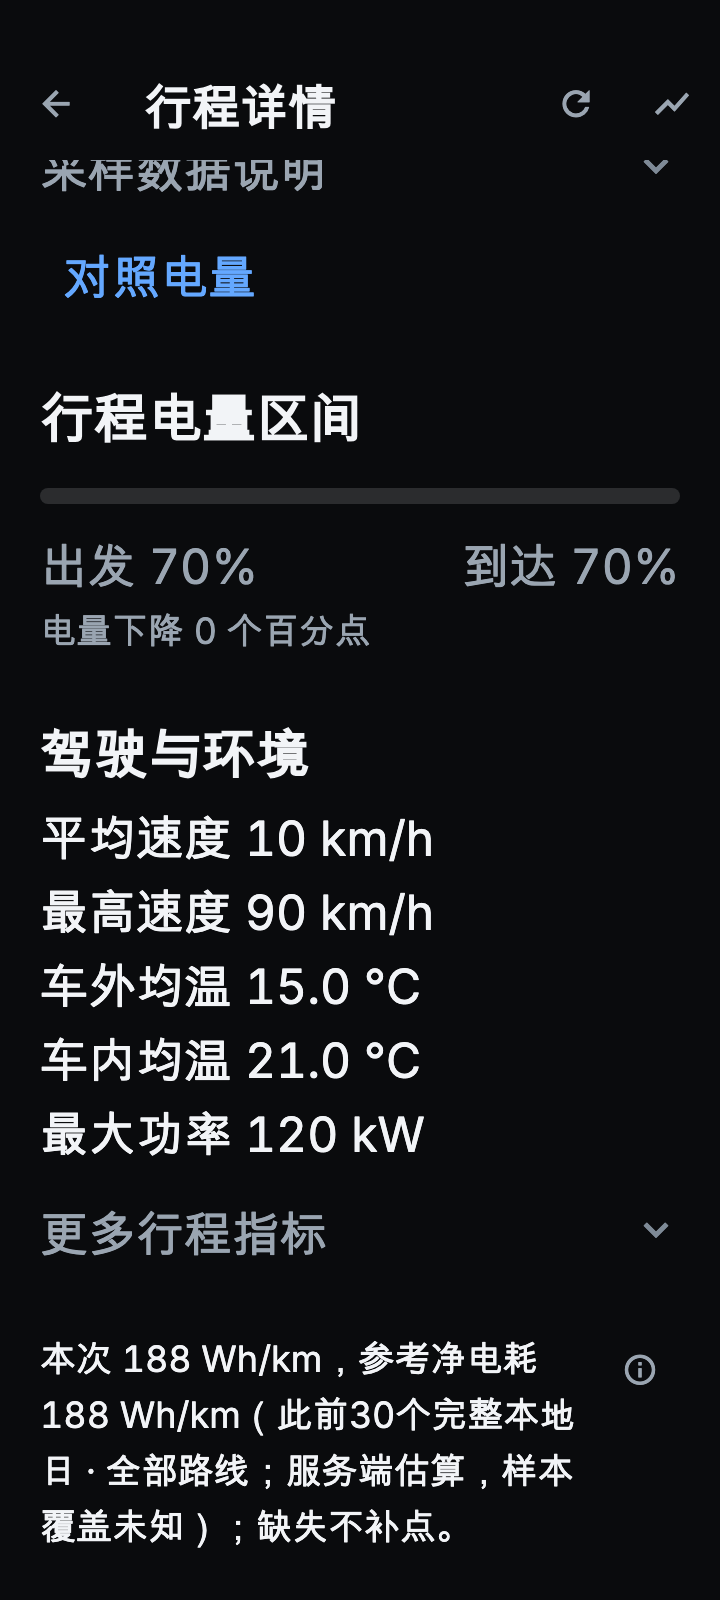 行程详情
采样数据说明
对照电量
行程电量区间
出发 70% 到达 70%
电量下降 0 个百分点
驾驶与环境
平均速度 10 km/h
最高速度 90 km/h
车外均温 15.0 °C
车内均温 21.0 °C
最大功率 120 kW
更多行程指标
本次 188 Wh/km，参考净电耗
188 Wh/km（此前30个完整本地
日 · 全部路线；服务端估算，样本
覆盖未知）；缺失不补点。